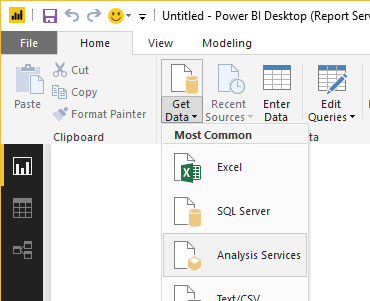 Untitled - Power BI Desktop (Report Ser
File Home View Modeling
Paste
Cut
Copy
Format Painter
Clipboard
Get Data
Recent Sources
Enter Data
Edit Queries
ta
Most Common
Excel
SQL Server
Analysis Services
Text/CSV